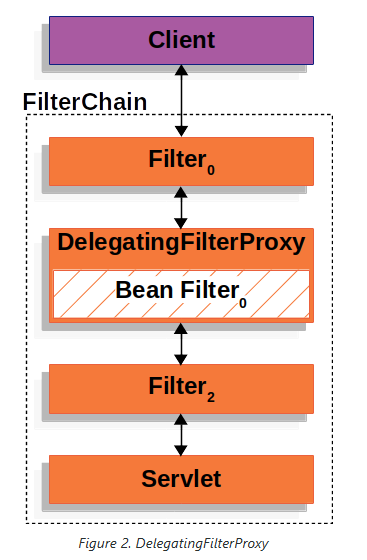 Client
FilterChain
Filter0
DelegatingFilterProxy
Bean Filter0
Filter2
Servlet
Figure 2. DelegatingFilterProxy